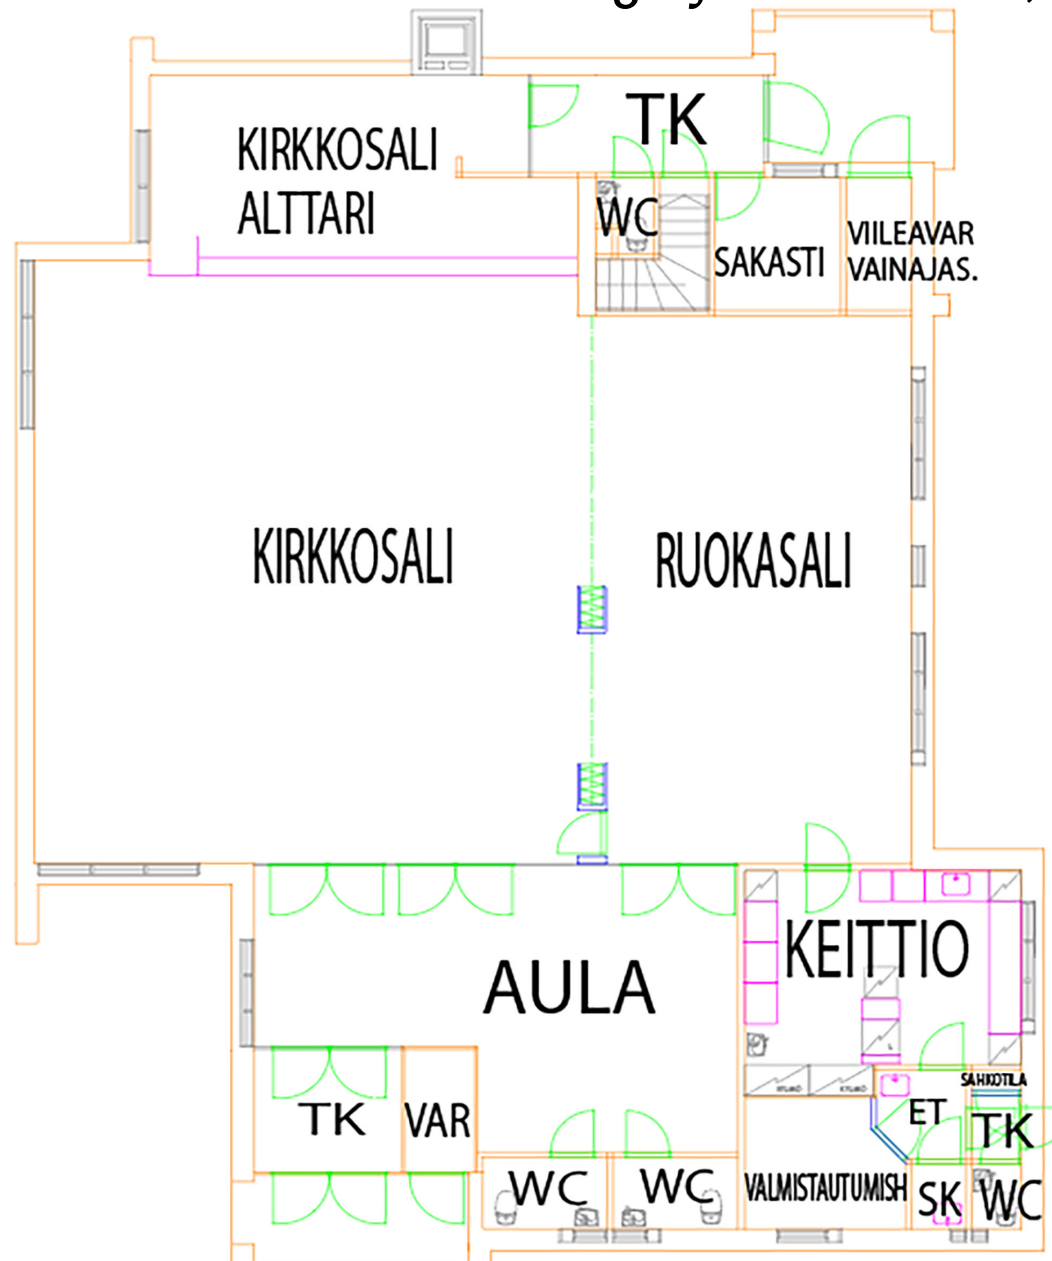 TK
KIRKKOSALI
ALTTARI
WC
SAKASTI
VIILEAVAR
VAINAJAS.
KIRKKOSALI
RUOKASALI
KEITTIO
AULA
SAHKOTILA
TK
VAR
ET
TK
WC
WC
VALMISTAUTUMISH
SK
WC